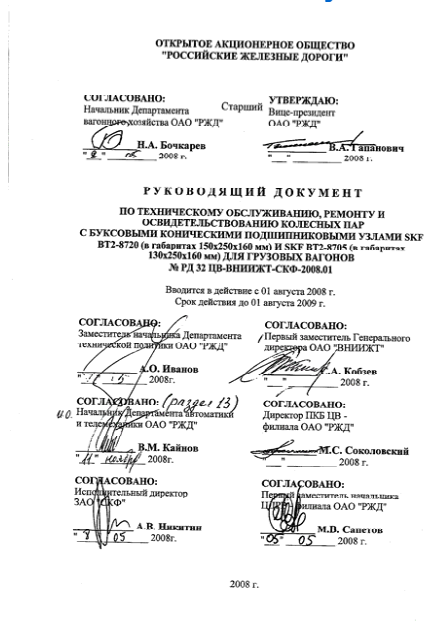 ОТКРЫТОЕ АКЦИОНЕРНОЕ ОБЩЕСТВО
"РОССИЙСКИЕ ЖЕЛЕЗНЫЕ ДОРОГИ"
СОГЛАСОВАНО:
Начальник Департамента
вагонного хозяйства ОАО "РЖД"
Н.А. Бочкарев
2008 г.
УТВЕРЖДАЮ:
Старший Вице-президент
ОАО "РЖД"
В.А. Гапанович
2008 г.
РУКОВОДЯЩИЙ ДОКУМЕНТ
ПО ТЕХНИЧЕСКОМУ ОБСЛУЖИВАНИЮ, РЕМОНТУ И
ОСВИДЕТЕЛЬСТВОВАНИЮ КОЛЕСНЫХ ПАР
С БУКСОВЫМИ КОНИЧЕСКИМИ ПОДШИПНИКОВЫМИ УЗЛАМИ SKF
BT2-8720 (в габаритах 150x250x160 мм) И SKF BT2-8705 (в габаритах
130x250x160 мм) ДЛЯ ГРУЗОВЫХ ВАГОНОВ
№ РД 32 ЦВ-ВНИИЖТ-СКФ-2008.01
Вводится в действие с 01 августа 2008 г.
Срок действия до 01 августа 2009 г.
СОГЛАСОВАНО:
Заместитель начальника Департамента
технической политики ОАО "РЖД"
А.О. Иванов
2008г.
СОГЛАСОВАНО:
Первый заместитель Генерального
директора ОАО "ВНИИЖТ"
А. Кобзев
2008 г.
СОГЛАСОВАНО: (раздел 13)
и.о. Начальник Департамента автоматики
и телемеханики ОАО "РЖД"
В.М. Кайнов
"11" ноября 2008г.
СОГЛАСОВАНО:
Директор ПКБ ЦВ -
филиала ОАО "РЖД"
М.С. Соколовский
2008 г.
СОГЛАСОВАНО:
Исполнительный директор
ЗАО "СКФ"
А.В. Никитин
"8" 05 2008г.
СОГЛАСОВАНО:
Первый заместитель начальника
филиала ОАО "РЖД"
М.D. Сапетов
"05" 05 2008 г.
2008 г.